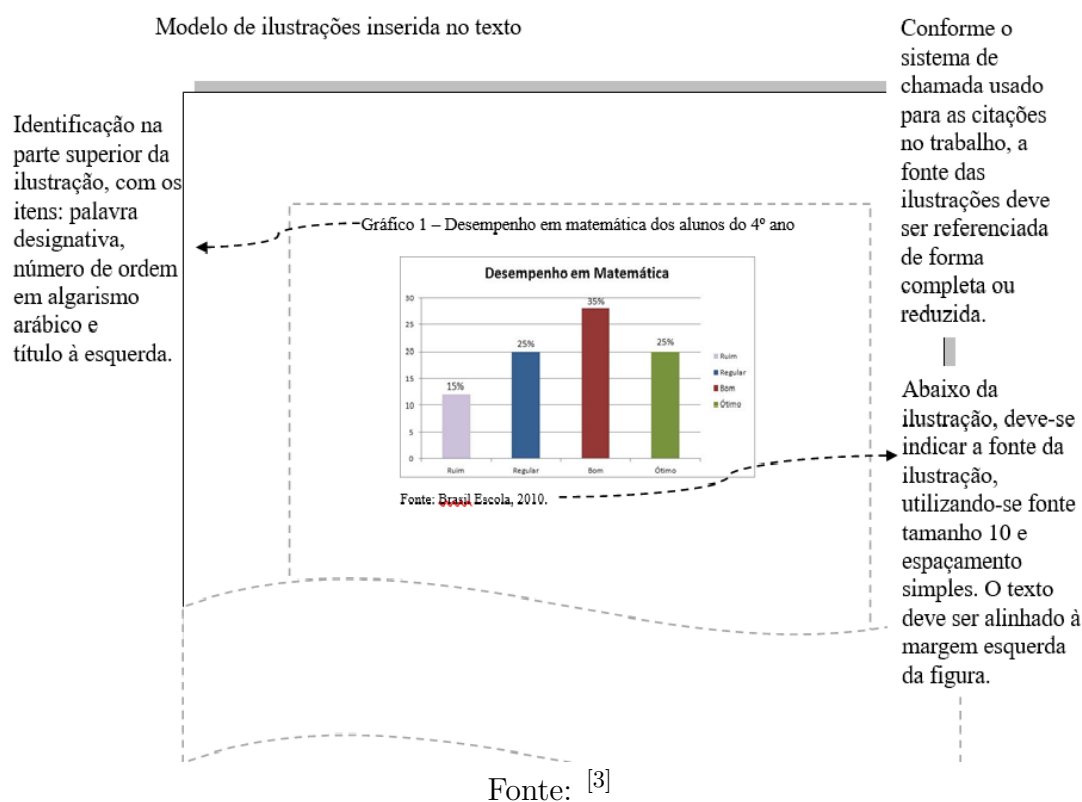 Modelo de ilustrações inserida no texto
Identificação na
parte superior da
ilustração, com os
itens: palavra
designativa,
número de ordem
em algarismo
arábico e
título à esquerda.
Gráfico 1 – Desempenho em matemática dos alunos do 4º ano
Desempenho em Matemática
30
25
20
15
10
5
0
15%
25%
35%
25%
Ruim
Regular
Bom
Ótimo
Ruim
Regular
Bom
Ótimo
Fonte: Brasil Escola, 2010.
Conforme o
sistema de
chamada usado
para as citações
no trabalho, a
fonte das
ilustrações deve
ser referenciada
de forma
completa ou
reduzida.
Abaixo da
ilustração, deve-se
indicar a fonte da
ilustração,
utilizando-se fonte
tamanho 10 e
espaçamento
simples. O texto
deve ser alinhado à
margem esquerda
da figura.
Fonte: [3]